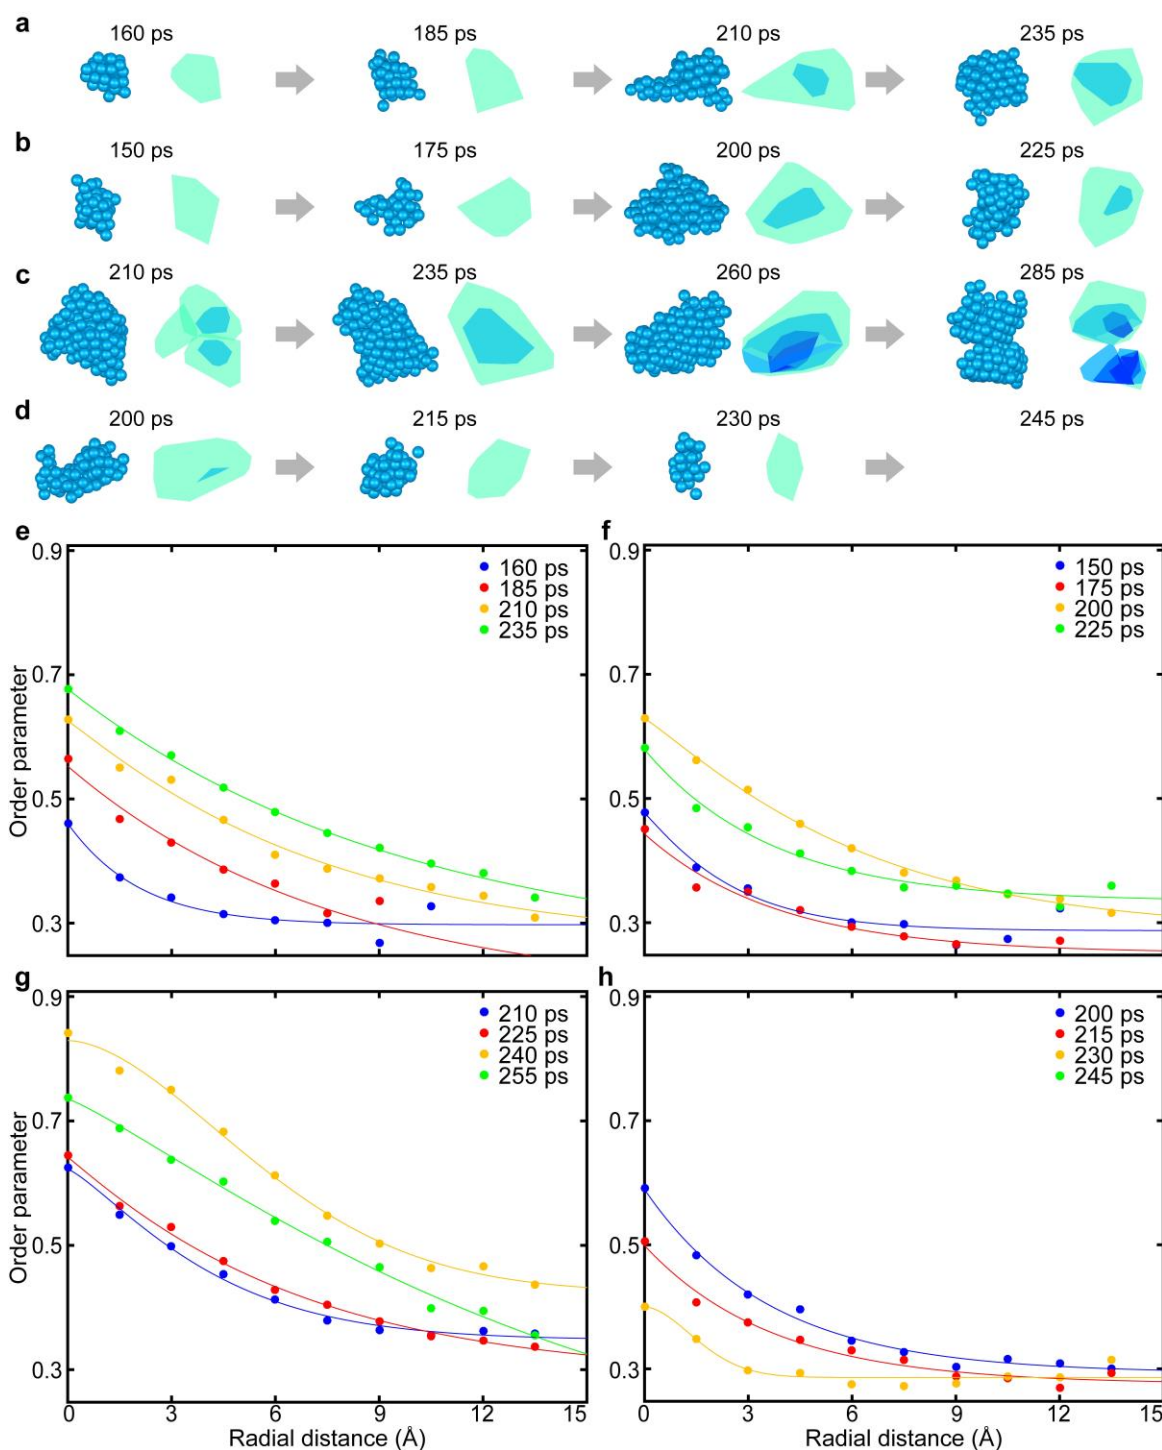 a
160 ps 185 ps 210 ps 235 ps
b
150 ps 175 ps 200 ps 225 ps
c
210 ps 235 ps 260 ps 285 ps
d
200 ps 215 ps 230 ps 245 ps
e
0.9
0.7
0.5
0.3
Order parameter
160 ps
185 ps
210 ps
235 ps
f
0.9
0.7
0.5
0.3
150 ps
175 ps
200 ps
225 ps
g
0.9
0.7
0.5
0.3
Order parameter
210 ps
225 ps
240 ps
255 ps
0 3 6 9 12 15
Radial distance (Å)
h
0.9
0.7
0.5
0.3
200 ps
215 ps
230 ps
245 ps
0 3 6 9 12 15
Radial distance (Å)